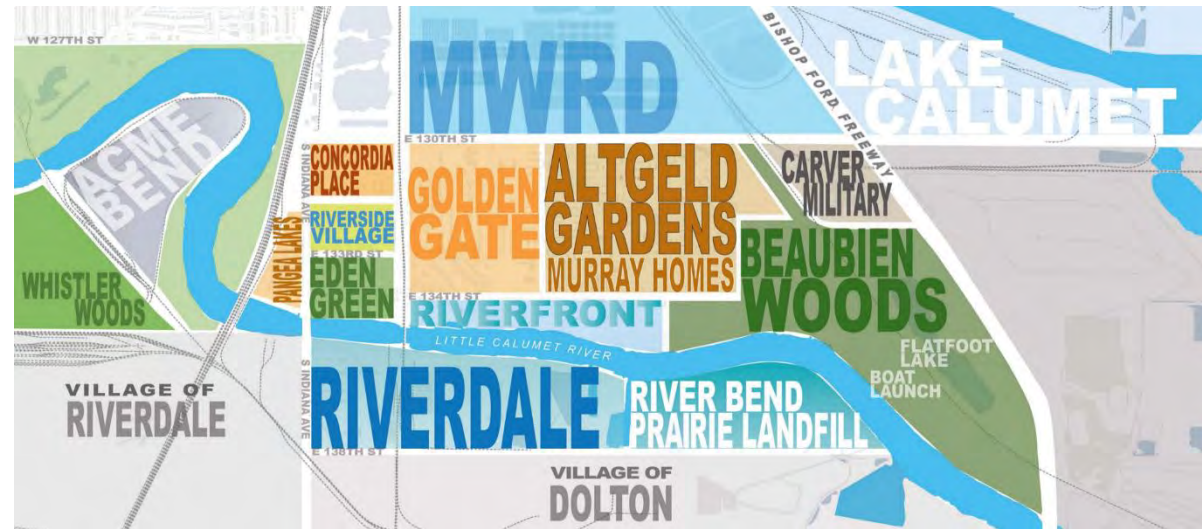 W 127TH ST
MWRD
BISHOP FORD FREEWAY
LAKE
CALUMET
ACME
BEND
E 130TH ST
S INDIANA AVE
CONCORDIA
PLACE
GOLDEN
GATE
ALTGELD
GARDENS
MURRAY HOMES
CARVER
MILITARY
RIVERSIDE
VILLAGE
E 133RD ST
PANGEA LAKES
EDEN
GREEN
WHISTLER
WOODS
BEAUBIEN
WOODS
E 134TH ST
RIVERFRONT
LITTLE CALUMET RIVER
FLATFOOT
LAKE
BOAT
LAUNCH
VILLAGE OF
RIVERDALE
S INDIANA AVE
RIVERDALE
RIVER BEND
PRAIRIE LANDFILL
E 138TH ST
VILLAGE OF
DOLTON